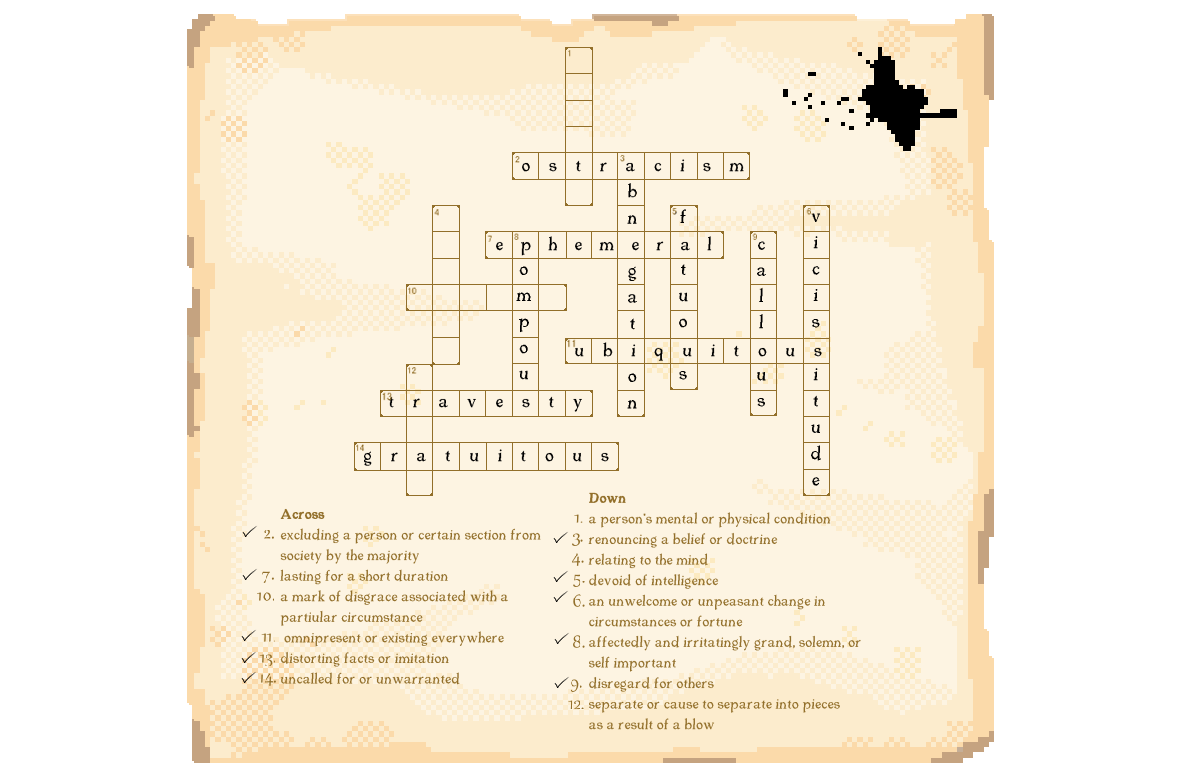 1
2 o s t r 3 a c i s m
b
4 n 5 f 6 v
7 e 8 p h e m e r a l 9 c i
o g t a c
10 m a u l i
p t o l s
o 11 u b i q u i t o u s
12 u o s u i
13 t r a v e s t y n s t
u
14 g r a t u i t o u s d
e
Across
✓ 2. excluding a person or certain section from
society by the majority
✓ 7. lasting for a short duration
10. a mark of disgrace associated with a
partiular circumstance
✓ 11. omnipresent or existing everywhere
✓ 13. distorting facts or imitation
✓ 14. uncalled for or unwarranted
Down
1. a person's mental or physical condition
✓ 3. renouncing a belief or doctrine
4. relating to the mind
✓ 5. devoid of intelligence
✓ 6. an unwelcome or unpeasant change in
circumstances or fortune
✓ 8. affectedly and irritatingly grand, solemn, or
self important
✓ 9. disregard for others
12. separate or cause to separate into pieces
as a result of a blow